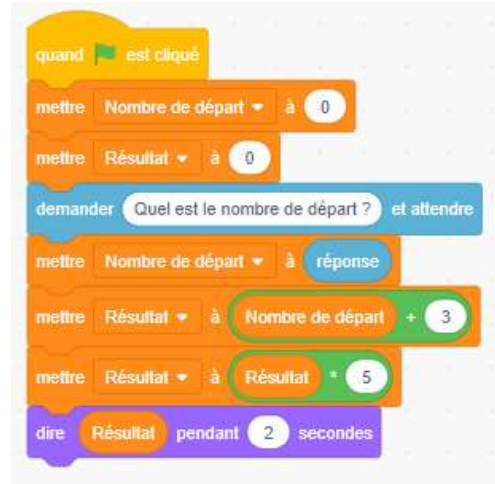 quand est cliqué
mettre Nombre de départ à 0
mettre Résultat à 0
demander Quel est le nombre de départ ? et attendre
mettre Nombre de départ à réponse
mettre Résultat à Nombre de départ + 3
mettre Résultat à Résultat * 5
dire Résultat pendant 2 secondes